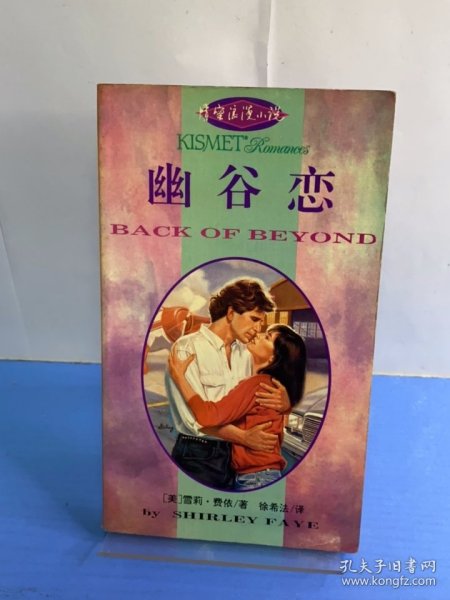 情蜜浪漫小说
KISMET® Romances
幽谷恋
BACK OF BEYOND
[美]雪莉·费依/著 徐希法/译
by SHIRLEY FAYE
孔夫子旧书网
www.kongfz.com